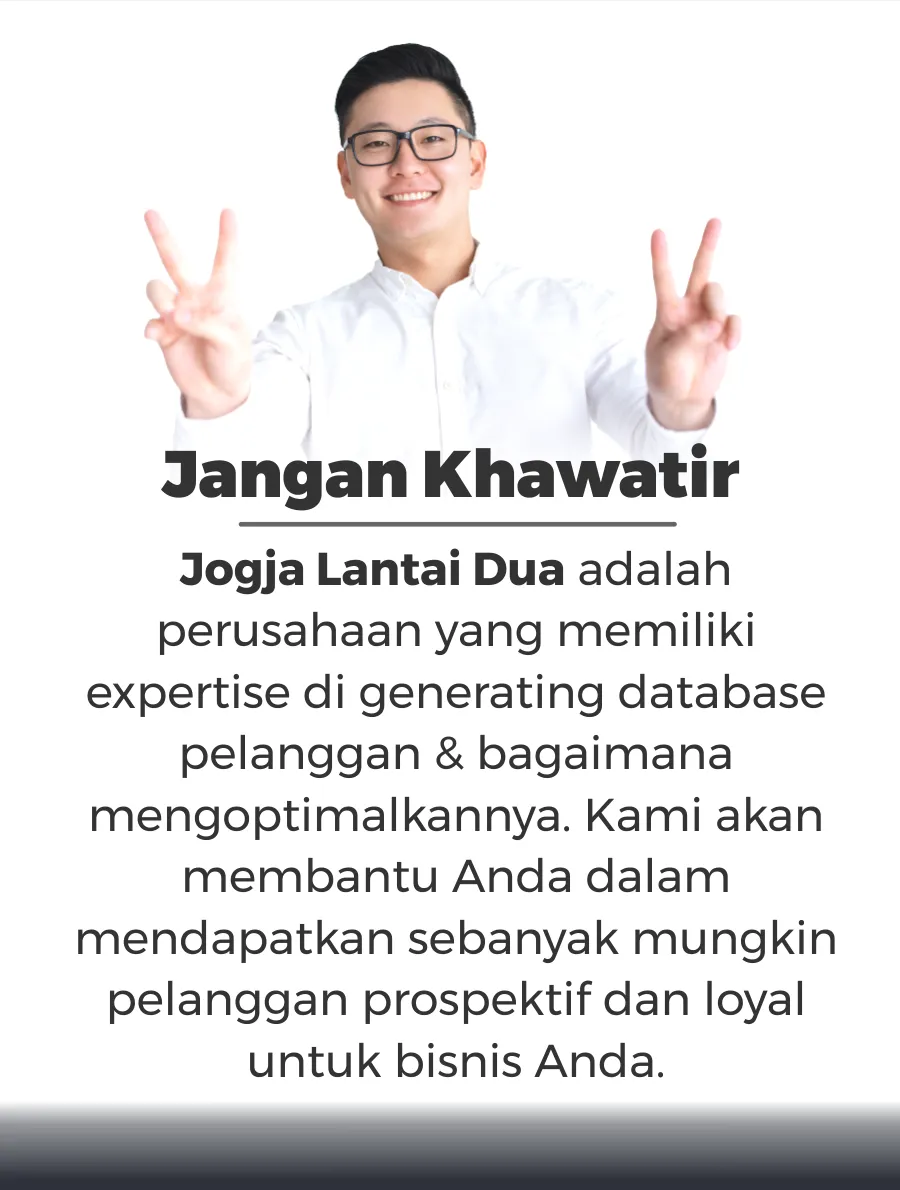 Jangan Khawatir
Jogja Lantai Dua adalah
perusahaan yang memiliki
expertise di generating database
pelanggan & bagaimana
mengoptimalkannya. Kami akan
membantu Anda dalam
mendapatkan sebanyak mungkin
pelanggan prospektif dan loyal
untuk bisnis Anda.